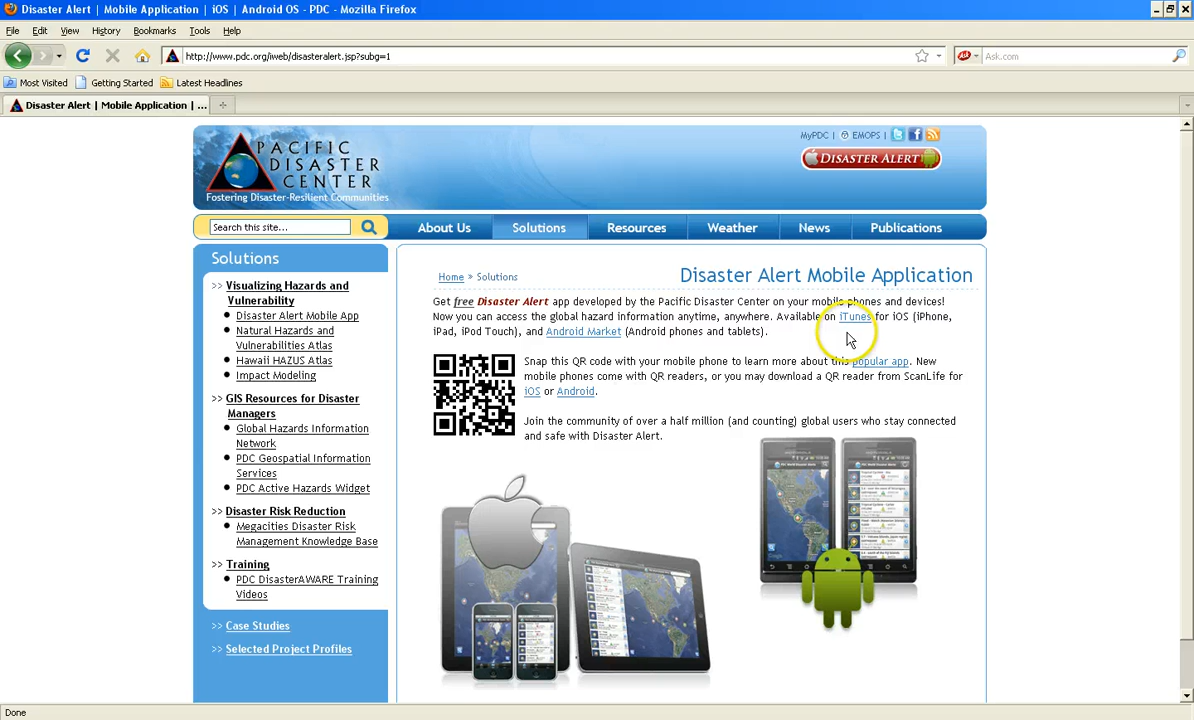 Disaster Alert | Mobile Application | iOS | Android OS - PDC - Mozilla Firefox
File Edit View History Bookmarks Tools Help
http://www.pdc.org/iweb/disasteralert.jsp?subg=1
Ask.com
Most Visited Getting Started Latest Headlines
Disaster Alert | Mobile Application | ...
PACIFIC
DISASTER
CENTER
Fostering Disaster-Resilient Communities
MyPDC | EMOPS |
DISASTER ALERT!
Search this site...
About Us Solutions Resources Weather News Publications
Solutions
>> Visualizing Hazards and
Vulnerability
Disaster Alert Mobile App
Natural Hazards and
Vulnerabilities Atlas
Hawaii HAZUS Atlas
Impact Modeling
>> GIS Resources for Disaster
Managers
Global Hazards Information
Network
PDC Geospatial Information
Services
PDC Active Hazards Widget
>> Disaster Risk Reduction
Megacities Disaster Risk
Management Knowledge Base
>> Training
PDC DisasterAWARE Training
Videos
>> Case Studies
>> Selected Project Profiles
Home » Solutions
Disaster Alert Mobile Application
Get free Disaster Alert app developed by the Pacific Disaster Center on your mobile phones and devices!
Now you can access the global hazard information anytime, anywhere. Available on iTunes for iOS (iPhone,
iPad, iPod Touch), and Android Market (Android phones and tablets).
Snap this QR code with your mobile phone to learn more about this popular app. New
mobile phones come with QR readers, or you may download a QR reader from ScanLife for
iOS or Android.
Join the community of over a half million (and counting) global users who stay connected
and safe with Disaster Alert.
Done